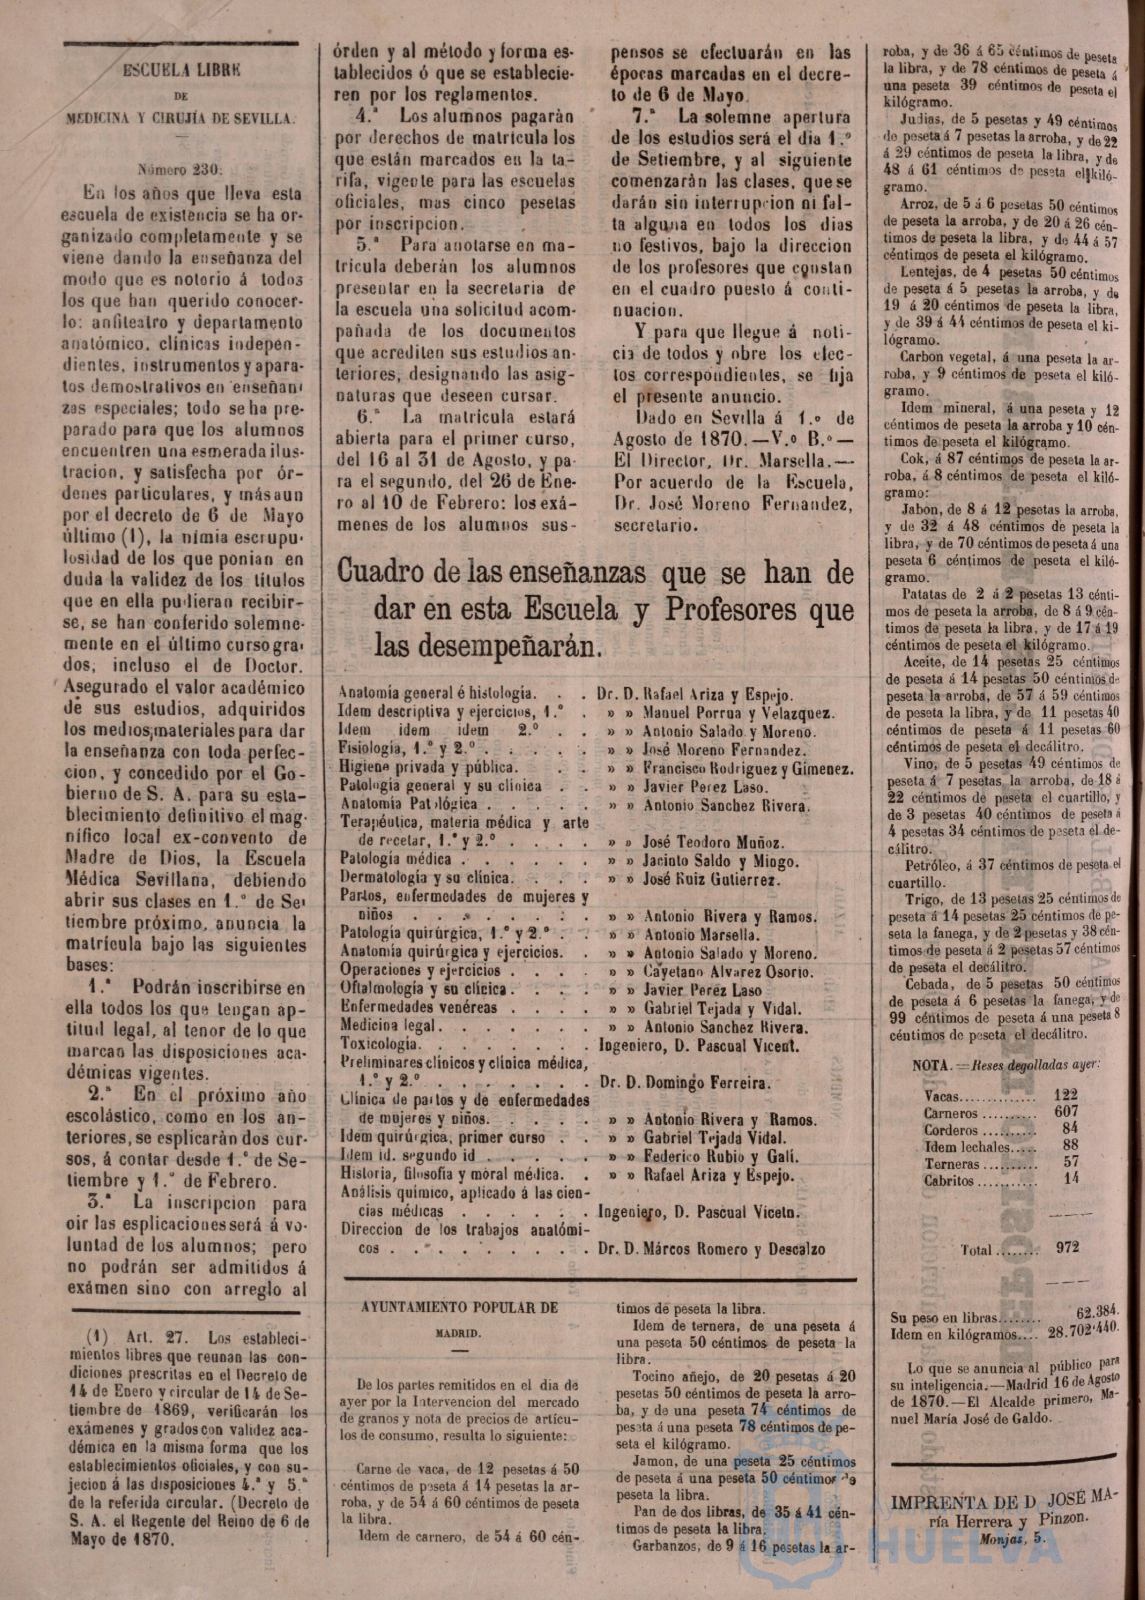 ESCUELA LIBRE
DE
MEDICINA Y CIRUJÍA DE SEVILLA.
Número 230.
En los años que lleva esta
escuela de existencia se ha or-
ganizado completamente y se
viene dando la enseñanza del
modo que es notorio á todos
los que han querido conocer-
lo: anfiteatro y departamento
anatómico, clínicas indepen-
dientes, instrumentos y apara-
tos demostrativos en enseñan-
zas especiales; todo se ha pre-
parado para que los alumnos
encuentren una esmerada ilus-
tracion, y satisfecha por ór-
denes particulares, y más aun
por el decreto de 6 de Mayo
último (1), la nímia escrupu-
losidad de los que ponian en
duda la validez de los títulos
que en ella pudieran recibir-
se, se han conferido solemne-
mente en el último curso gra-
dos, incluso el de Doctor.
Asegurado el valor académico
de sus estudios, adquiridos
los medios materiales para dar
la enseñanza con toda perfec-
cion, y concedido por el Go-
bierno de S. A. para su esta-
blecimiento definitivo el mag-
nífico local ex-convento de
Madre de Dios, la Escuela
Médica Sevillana, debiendo
abrir sus clases en 1.º de Se-
tiembre próximo, anuncia la
matrícula bajo las siguientes
bases:
1.ª Podrán inscribirse en
ella todos los que tengan ap-
titud legal, al tenor de lo que
marcan las disposiciones aca-
démicas vigentes.
2.ª En el próximo año
escolástico, como en los an-
teriores, se esplicarán dos cur-
sos, á contar desde 1.º de Se-
tiembre y 1.º de Febrero.
3.ª La inscripcion para
oir las esplicaciones será á vo-
luntad de los alumnos; pero
no podrán ser admitidos á
exámen sino con arreglo al
(1) Art. 27. Los estableci-
mientos libres que reunan las con-
diciones prescritas en el Decreto de
14 de Enero y circular de 14 de Se-
tiembre de 1869, verificarán los
exámenes y grados con validez aca-
démica en la misma forma que los
establecimientos oficiales, y con su-
jecion á las disposiciones 4.ª y 5.ª
de la referida circular. (Decreto de
S. A. el Regente del Reino de 6 de
Mayo de 1870.
órden y al método y forma es-
tablecidos ó que se establecie-
ren por los reglamentos.
4.ª Los alumnos pagarán
por derechos de matrícula los
que están marcados en la ta-
rifa, vigente para las escuelas
oficiales, mas cinco pesetas
por inscripcion.
5.ª Para anotarse en ma-
trícula deberán los alumnos
presentar en la secretaria de
la escuela una solicitud acom-
pañada de los documentos
que acrediten sus estudios an-
teriores, designando las asig-
naturas que deseen cursar.
6.ª La matrícula estará
abierta para el primer curso,
del 16 al 31 de Agosto, y pa-
ra el segundo, del 26 de Ene-
ro al 10 de Febrero: los exá-
menes de los alumnos sus-
pensos se efectuarán en las
épocas marcadas en el decre-
to de 6 de Mayo.
7.ª La solemne apertura
de los estudios será el dia 1.º
de Setiembre, y al siguiente
comenzarán las clases, que se
darán sin interrupcion ni fal-
ta alguna en todos los dias
no festivos, bajo la direccion
de los profesores que constan
en el cuadro puesto á conti-
nuacion.
Y para que llegue á noti-
cia de todos y obre los efec-
tos correspondientes, se fija
el presente anuncio.
Dado en Sevilla á 1.º de
Agosto de 1870.—V.º B.º—
El Director, Dr. Marsella.—
Por acuerdo de la Escuela,
Dr. José Moreno Fernandez,
secretario.
Cuadro de las enseñanzas que se han de
dar en esta Escuela y Profesores que
las desempeñarán.
Anatomía general é histología. . . Dr. D. Rafael Ariza y Espejo.
Idem descriptiva y ejercicios, 1.º . » » Manuel Porrua y Velazquez.
Idem idem idem 2.º . . » » Antonio Salado y Moreno.
Fisiología, 1.º y 2.º . . . . . » » José Moreno Fernandez.
Higiene privada y pública. . . . » » Francisco Rodriguez y Gimenez.
Patología general y su clínica . . » » Javier Perez Laso.
Anatomía Patológica . . . . . » » Antonio Sanchez Rivera.
Terapéutica, materia médica y arte
de recetar, 1.º y 2.º . . . . » » José Teodoro Muñoz.
Patología médica . . . . . . » » Jacinto Saldo y Miogo.
Dermatología y su clínica. . . . » » José Ruiz Gutierrez.
Partos, enfermedades de mujeres y
niños . . . . . . . . » » Antonio Rivera y Ramos.
Patología quirúrgica, 1.º y 2.º . . » » Antonio Marsella.
Anatomía quirúrgica y ejercicios. . » » Antonio Salado y Moreno.
Operaciones y ejercicios . . . . » » Cayetano Alvarez Osorio.
Oftalmología y su clínica. . . . » » Javier Perez Laso
Enfermedades venéreas . . . . » » Gabriel Tejada y Vidal.
Medicina legal. . . . . . . » » Antonio Sanchez Rivera.
Toxicología. . . . . . . . Ingeniero, D. Pascual Vicent.
Preliminares clínicos y clínica médica,
1.º y 2.º . . . . . . . Dr. D. Domingo Ferreira.
Clínica de partos y de enfermedades
de mujeres y niños. . . . . » » Antonio Rivera y Ramos.
Idem quirúrgica, primer curso . . » » Gabriel Tejada Vidal.
Idem id. segundo id . . . . . » » Federico Rubio y Galí.
Historia, filosofía y moral médica. . » » Rafael Ariza y Espejo.
Análisis químico, aplicado á las cien-
cias médicas . . . . . . Ingeniero, D. Pascual Viceto.
Direccion de los trabajos anatómi-
cos . . . . . . . . . Dr. D. Márcos Romero y Descalzo
AYUNTAMIENTO POPULAR DE
MADRID.
De los partes remitidos en el dia de
ayer por la Intervencion del mercado
de granos y nota de precios de artícu-
los de consumo, resulta lo siguiente:
Carne de vaca, de 12 pesetas á 50
céntimos de peseta á 14 pesetas la ar-
roba, y de 54 á 60 céntimos de peseta
la libra.
Idem de carnero, de 54 á 60 cén-
timos de peseta la libra.
Idem de ternera, de una peseta á
una peseta 50 céntimos de peseta la
libra.
Tocino añejo, de 20 pesetas á 20
pesetas 50 céntimos de peseta la arro-
ba, y de una peseta 74 céntimos de
peseta á una peseta 78 céntimos de pe-
seta el kilógramo.
Jamon, de una peseta 25 céntimos
de peseta á una peseta 50 céntimos de
peseta la libra.
Pan de dos libras, de 35 á 41 cén-
timos de peseta la libra.
Garbanzos, de 9 á 16 pesetas la ar-
roba, y de 36 á 65 céntimos de peseta
la libra, y de 78 céntimos de peseta á
una peseta 39 céntimos de peseta el
kilógramo.
Judias, de 5 pesetas y 49 céntimos
de peseta á 7 pesetas la arroba, y de 22
á 29 céntimos de peseta la libra, y de
48 á 61 céntimos de peseta el kiló-
gramo.
Arroz, de 5 á 6 pesetas 50 céntimos
de peseta la arroba, y de 20 á 26 cén-
timos de peseta la libra, y de 44 á 57
céntimos de peseta el kilógramo.
Lentejas, de 4 pesetas 50 céntimos
de peseta á 5 pesetas la arroba, y de
19 á 20 céntimos de peseta la libra,
y de 39 á 44 céntimos de peseta el ki-
lógramo.
Carbon vegetal, á una peseta la ar-
roba, y 9 céntimos de peseta el kiló-
gramo.
Idem mineral, á una peseta y 12
céntimos de peseta la arroba y 10 cén-
timos de peseta el kilógramo.
Cok, á 87 céntimos de peseta la ar-
roba, á 8 céntimos de peseta el kiló-
gramo:
Jabon, de 8 á 12 pesetas la arroba,
y de 32 á 48 céntimos de peseta la
libra, y de 70 céntimos de peseta á una
peseta 6 céntimos de peseta el kiló-
gramo.
Patatas de 2 á 2 pesetas 13 cénti-
mos de peseta la arroba, de 8 á 9 cén-
timos de peseta la libra, y de 17 á 19
céntimos de peseta el kilógramo.
Aceite, de 14 pesetas 25 céntimos
de peseta á 14 pesetas 50 céntimos de
peseta la arroba, de 57 á 59 céntimos
de peseta la libra, y de 11 pesetas 40
céntimos de peseta á 11 pesetas 60
céntimos de peseta el decálitro.
Vino, de 5 pesetas 49 céntimos de
peseta á 7 pesetas la arroba, de 18 á
22 céntimos de peseta el cuartillo, y
de 3 pesetas 40 céntimos de peseta á
4 pesetas 34 céntimos de peseta el de-
cálitro.
Petróleo, á 37 céntimos de peseta el
cuartillo.
Trigo, de 13 pesetas 25 céntimos de
peseta á 14 pesetas 25 céntimos de pe-
seta la fanega, y de 2 pesetas y 38 cén-
timos de peseta á 2 pesetas 57 céntimos
de peseta el decálitro.
Cebada, de 5 pesetas 50 céntimos
de peseta á 6 pesetas la fanega, y de
99 céntimos de peseta á una peseta 8
céntimos de peseta el decálitro.
NOTA.—Reses degolladas ayer:
Vacas.............. 122
Carneros .......... 607
Corderos .......... 84
Idem lechales..... 88
Terneras .......... 57
Cabritos........... 14
Total ........ 972
Su peso en libras........ 62.384.
Idem en kilógramos.... 28.702'440.
Lo que se anuncia al público para
su inteligencia.—Madrid 16 de Agosto
de 1870.—El Alcalde primero, Ma-
nuel María José de Galdo.
IMPRENTA DE D JOSÉ MA-
ría Herrera y Pinzon.
Monjas, 5.
HUELVA